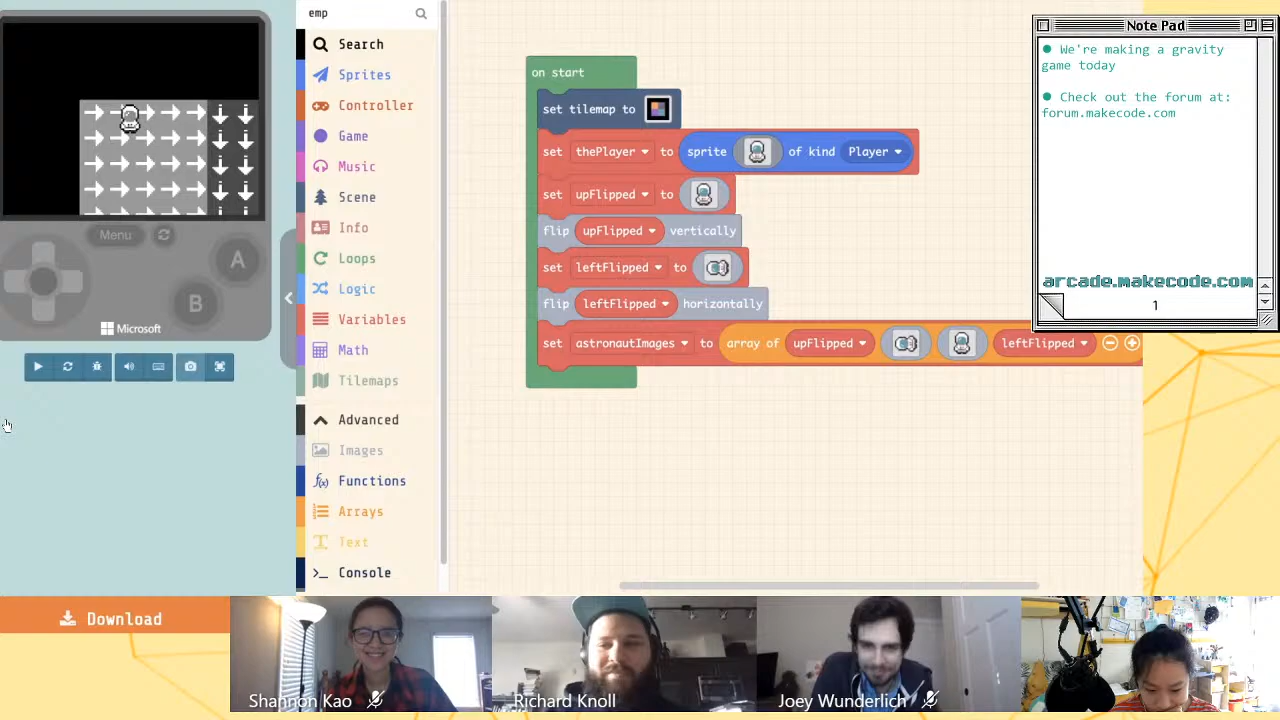 emp
Search
Sprites
Controller
Game
Music
Scene
Info
Loops
Logic
Variables
Math
Tilemaps
Advanced
Images
Functions
Arrays
Text
Console
Menu
A
B
Microsoft
Download
on start
set tilemap to
set thePlayer to sprite of kind Player
set upFlipped to
flip upFlipped vertically
set leftFlipped to
flip leftFlipped horizontally
set astronautImages to array of upFlipped leftFlipped
Note Pad
● We're making a gravity
game today
● Check out the forum at:
forum.makecode.com
arcade.makecode.com
1
Shannon Kao
Richard Knoll
Joey Wunderlich